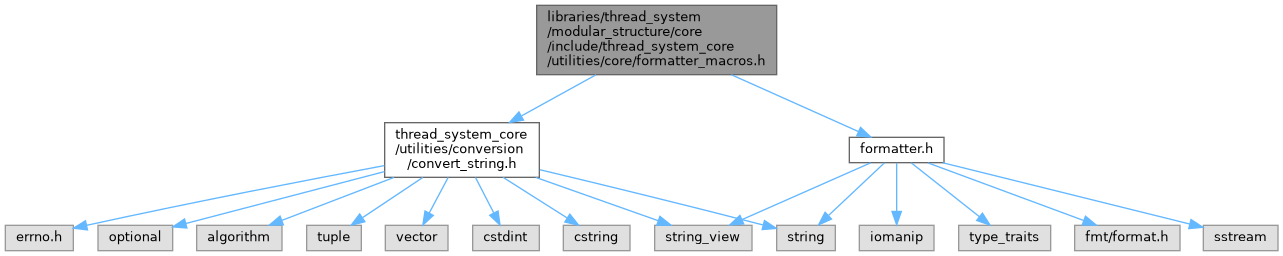 libraries/thread_system
/modular_structure/core
/include/thread_system_core
/utilities/core/formatter_macros.h
thread_system_core
/utilities/conversion
/convert_string.h
formatter.h
errno.h
optional
algorithm
tuple
vector
cstdint
cstring
string_view
string
iomanip
type_traits
fmt/format.h
sstream